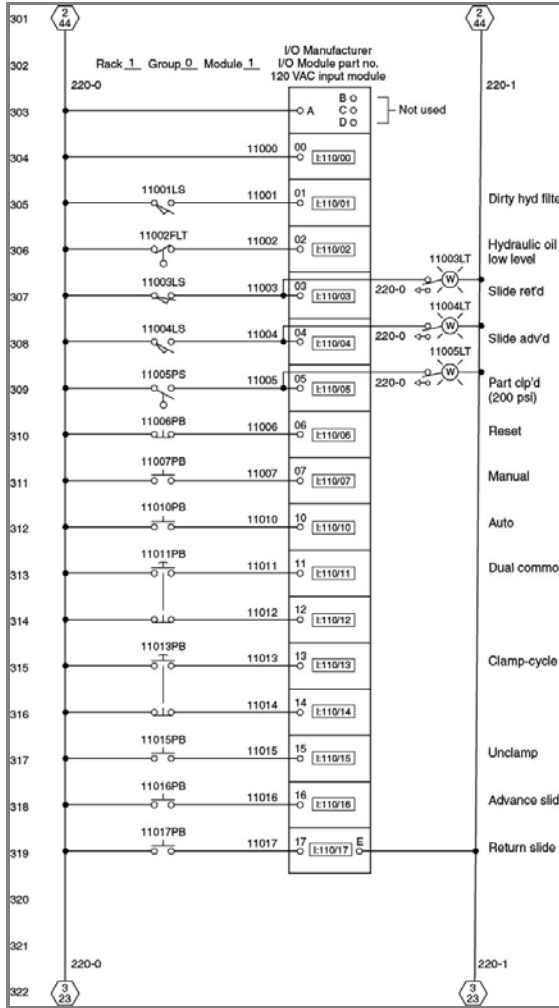 301
2
44
2
44
302
Rack 1 Group 0 Module 1
I/O Manufacturer
I/O Module part no.
120 VAC input module
220-0
220-1
303
A
B
C
D
Not used
304
11000
00
I:110/00
305
11001LS
11001
01
I:110/01
Dirty hyd filte
306
11002FLT
11002
02
I:110/02
Hydraulic oil
low level
11003LT
307
11003LS
11003
03
I:110/03
220-0
W
Slide ret'd
11004LT
308
11004LS
11004
04
I:110/04
220-0
W
Slide adv'd
11005LT
309
11005PS
11005
05
I:110/05
220-0
W
Part clp'd
(200 psi)
310
11006PB
11006
06
I:110/06
Reset
311
11007PB
11007
07
I:110/07
Manual
312
11010PB
11010
10
I:110/10
Auto
313
11011PB
11011
11
I:110/11
Dual commo
314
11012
12
I:110/12
315
11013PB
11013
13
I:110/13
Clamp-cycle
316
11014
14
I:110/14
317
11015PB
11015
15
I:110/15
Unclamp
318
11016PB
11016
16
I:110/16
Advance slid
319
11017PB
11017
17
I:110/17
E
Return slide
320
321
220-0
220-1
322
3
23
3
23